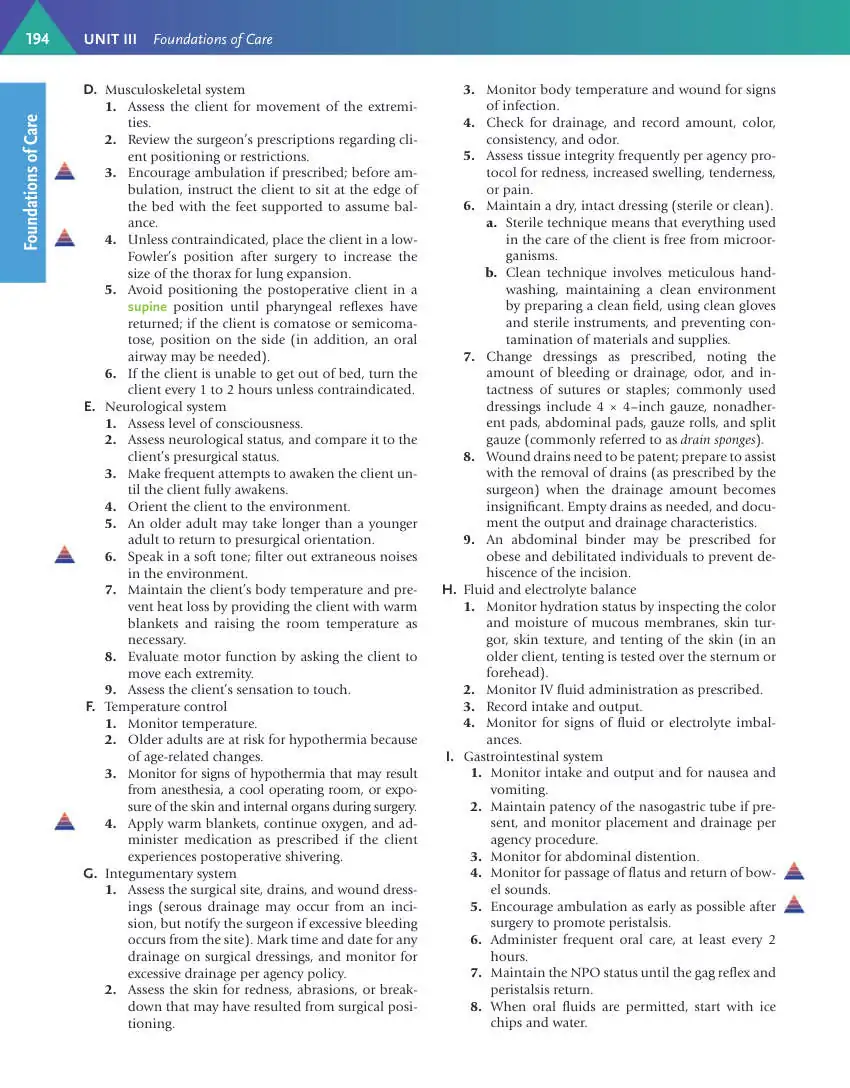 194
UNIT III Foundations of Care
Foundations of Care
D. Musculoskeletal system
1. Assess the client for movement of the extremi-
ties.
2. Review the surgeon's prescriptions regarding cli-
ent positioning or restrictions.
3. Encourage ambulation if prescribed; before am-
bulation, instruct the client to sit at the edge of
the bed with the feet supported to assume bal-
ance.
4. Unless contraindicated, place the client in a low-
Fowler's position after surgery to increase the
size of the thorax for lung expansion.
5. Avoid positioning the postoperative client in a
supine position until pharyngeal reflexes have
returned; if the client is comatose or semicoma-
tose, position on the side (in addition, an oral
airway may be needed).
6. If the client is unable to get out of bed, turn the
client every 1 to 2 hours unless contraindicated.
E. Neurological system
1. Assess level of consciousness.
2. Assess neurological status, and compare it to the
client's presurgical status.
3. Make frequent attempts to awaken the client un-
til the client fully awakens.
4. Orient the client to the environment.
5. An older adult may take longer than a younger
adult to return to presurgical orientation.
6. Speak in a soft tone; filter out extraneous noises
in the environment.
7. Maintain the client's body temperature and pre-
vent heat loss by providing the client with warm
blankets and raising the room temperature as
necessary.
8. Evaluate motor function by asking the client to
move each extremity.
9. Assess the client's sensation to touch.
F. Temperature control
1. Monitor temperature.
2. Older adults are at risk for hypothermia because
of age-related changes.
3. Monitor for signs of hypothermia that may result
from anesthesia, a cool operating room, or expo-
sure of the skin and internal organs during surgery.
4. Apply warm blankets, continue oxygen, and ad-
minister medication as prescribed if the client
experiences postoperative shivering.
G. Integumentary system
1. Assess the surgical site, drains, and wound dress-
ings (serous drainage may occur from an inci-
sion, but notify the surgeon if excessive bleeding
occurs from the site). Mark time and date for any
drainage on surgical dressings, and monitor for
excessive drainage per agency policy.
2. Assess the skin for redness, abrasions, or break-
down that may have resulted from surgical posi-
tioning.
3. Monitor body temperature and wound for signs
of infection.
4. Check for drainage, and record amount, color,
consistency, and odor.
5. Assess tissue integrity frequently per agency pro-
tocol for redness, increased swelling, tenderness,
or pain.
6. Maintain a dry, intact dressing (sterile or clean).
a. Sterile technique means that everything used
in the care of the client is free from microor-
ganisms.
b. Clean technique involves meticulous hand-
washing, maintaining a clean environment
by preparing a clean field, using clean gloves
and sterile instruments, and preventing con-
tamination of materials and supplies.
7. Change dressings as prescribed, noting the
amount of bleeding or drainage, odor, and in-
tactness of sutures or staples; commonly used
dressings include 4 × 4–inch gauze, nonadher-
ent pads, abdominal pads, gauze rolls, and split
gauze (commonly referred to as drain sponges).
8. Wound drains need to be patent; prepare to assist
with the removal of drains (as prescribed by the
surgeon) when the drainage amount becomes
insignificant. Empty drains as needed, and docu-
ment the output and drainage characteristics.
9. An abdominal binder may be prescribed for
obese and debilitated individuals to prevent de-
hiscence of the incision.
H. Fluid and electrolyte balance
1. Monitor hydration status by inspecting the color
and moisture of mucous membranes, skin tur-
gor, skin texture, and tenting of the skin (in an
older client, tenting is tested over the sternum or
forehead).
2. Monitor IV fluid administration as prescribed.
3. Record intake and output.
4. Monitor for signs of fluid or electrolyte imbal-
ances.
I. Gastrointestinal system
1. Monitor intake and output and for nausea and
vomiting.
2. Maintain patency of the nasogastric tube if pre-
sent, and monitor placement and drainage per
agency procedure.
3. Monitor for abdominal distention.
4. Monitor for passage of flatus and return of bow-
el sounds.
5. Encourage ambulation as early as possible after
surgery to promote peristalsis.
6. Administer frequent oral care, at least every 2
hours.
7. Maintain the NPO status until the gag reflex and
peristalsis return.
8. When oral fluids are permitted, start with ice
chips and water.